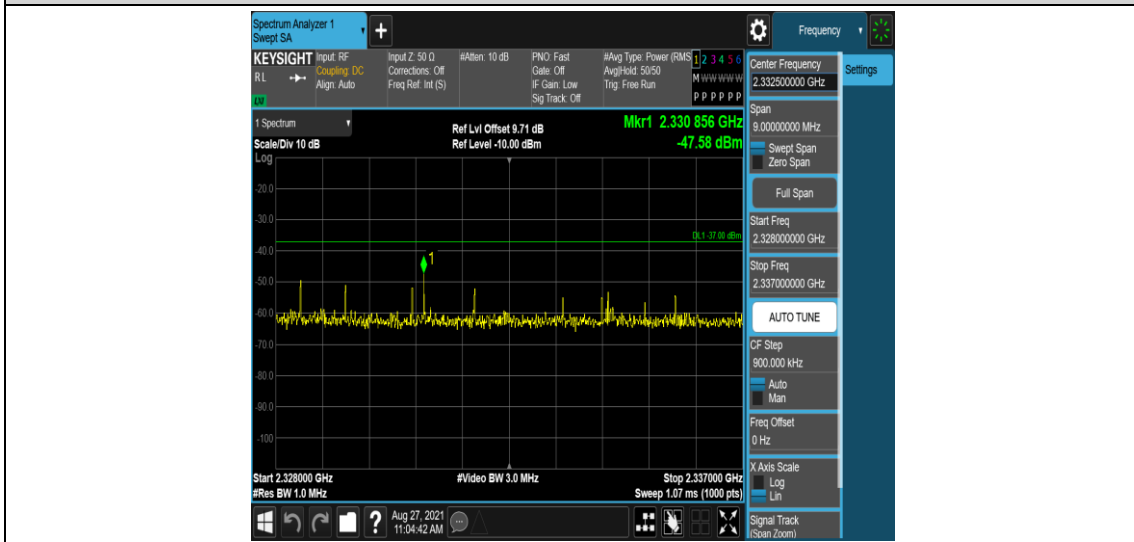 Spectrum Analyzer 1
Swept SA
+
Frequency
KEYSIGHT
RL
LXI
Input: RF
Coupling: DC
Align: Auto
Input Z: 50 Ω
Corrections: Off
Freq Ref: Int (S)
#Atten: 10 dB
PNO: Fast
Gate: Off
IF Gain: Low
Sig Track: Off
#Avg Type: Power (RMS
Avg|Hold: 50/50
Trig: Free Run
1 2 3 4 5 6
M W W W W W
P P P P P P
Settings
1 Spectrum
Scale/Div 10 dB
Log
Ref Lvl Offset 9.71 dB
Ref Level -10.00 dBm
Mkr1 2.330 856 GHz
-47.58 dBm
-20.0
-30.0
DL1 -37.00 dBm
-40.0
1
-50.0
-60.0
-70.0
-80.0
-90.0
-100
Start 2.328000 GHz
#Res BW 1.0 MHz
#Video BW 3.0 MHz
Stop 2.337000 GHz
Sweep 1.07 ms (1000 pts)
Center Frequency
2.332500000 GHz
Span
9.00000000 MHz
Swept Span
Zero Span
Full Span
Start Freq
2.328000000 GHz
Stop Freq
2.337000000 GHz
AUTO TUNE
CF Step
900.000 kHz
Auto
Man
Freq Offset
0 Hz
X Axis Scale
Log
Lin
Signal Track
(Span Zoom)
?
Aug 27, 2021
11:04:42 AM